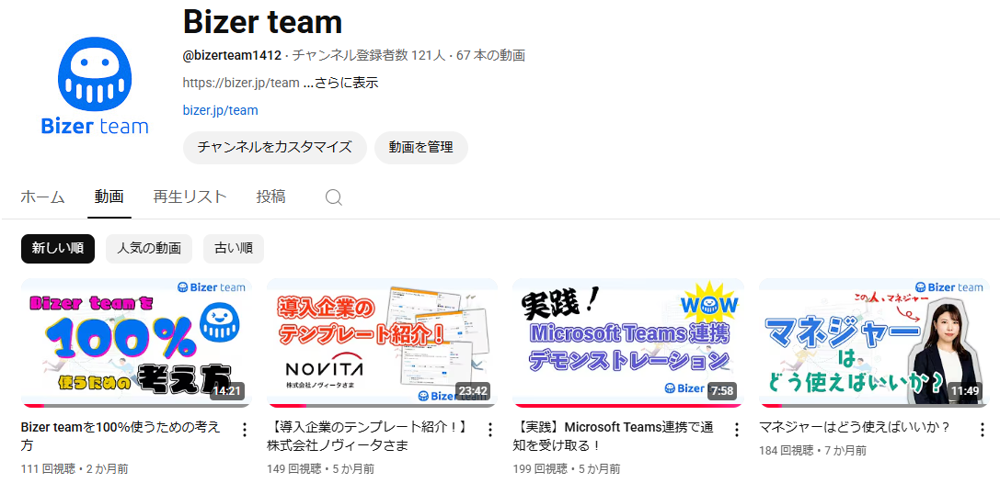 Bizer team
@bizerteam1412・チャンネル登録者数 121人・67 本の動画
https://bizer.jp/team ...さらに表示
bizer.jp/team
Bizer team
チャンネルをカスタマイズ
動画を管理
ホーム
動画
再生リスト
投稿
新しい順
人気の動画
古い順
Bizer team
Bizer teamを
100%
使うための考え方
14:21
導入企業の
テンプレート紹介！
NOVITA
株式会社ノヴィータさま
Bizer team
23:42
実践！
WOW
Microsoft Teams 連携
デモンストレーション
Bizer
7:58
Bizer team
この人、マネジャー
マネジャー
は
どう使えばいいか？
11:49
Bizer teamを100%使うための考え
方
111 回視聴・2 か月前
【導入企業のテンプレート紹介！】
株式会社ノヴィータさま
149 回視聴・5 か月前
【実践】Microsoft Teams連携で通
知を受け取る！
199 回視聴・5 か月前
マネジャーはどう使えばいいか？
184 回視聴・7 か月前